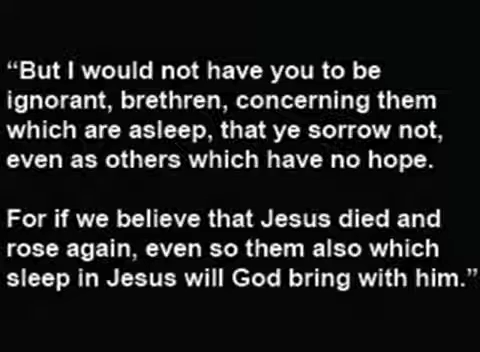 “But I would not have you to be
ignorant, brethren, concerning them
which are asleep, that ye sorrow not,
even as others which have no hope.
For if we believe that Jesus died and
rose again, even so them also which
sleep in Jesus will God bring with him.”